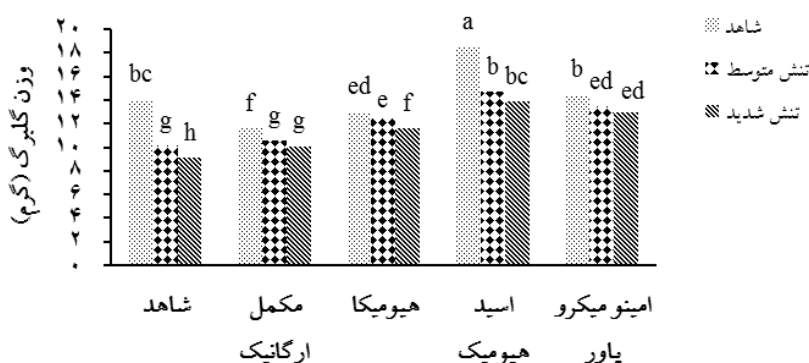 ۲۰
۱۸
۱۶
۱۴
۱۲
۱۰
۸
۶
۴
۲
۰
وزن گلبرگ (گرم)
bc g h
f g g
ed e f
a b bc
b ed ed
شاهد
مکمل
ارگانیک
هیومیکا
اسید
هیومیک
امینو میکرو
پاور
شاهد
تنش متوسط
تنش شدید